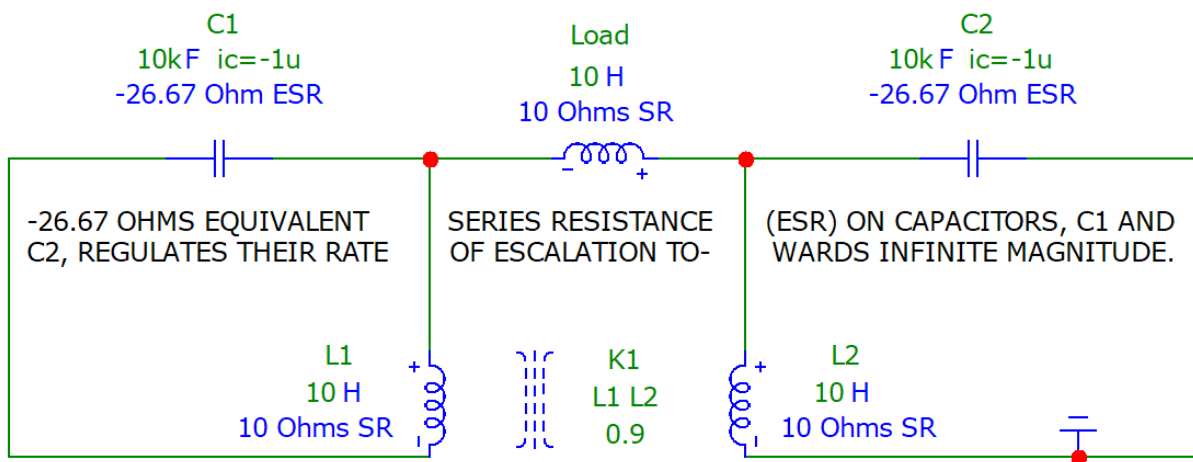 C1
10k F ic=-1u
-26.67 Ohm ESR
Load
10 H
10 Ohms SR
C2
10k F ic=-1u
-26.67 Ohm ESR
- +
-26.67 OHMS EQUIVALENT SERIES RESISTANCE (ESR) ON CAPACITORS, C1 AND
C2, REGULATES THEIR RATE OF ESCALATION TO- WARDS INFINITE MAGNITUDE.
L1
10 H
10 Ohms SR
+
-
K1
L1 L2
0.9
+
-
L2
10 H
10 Ohms SR